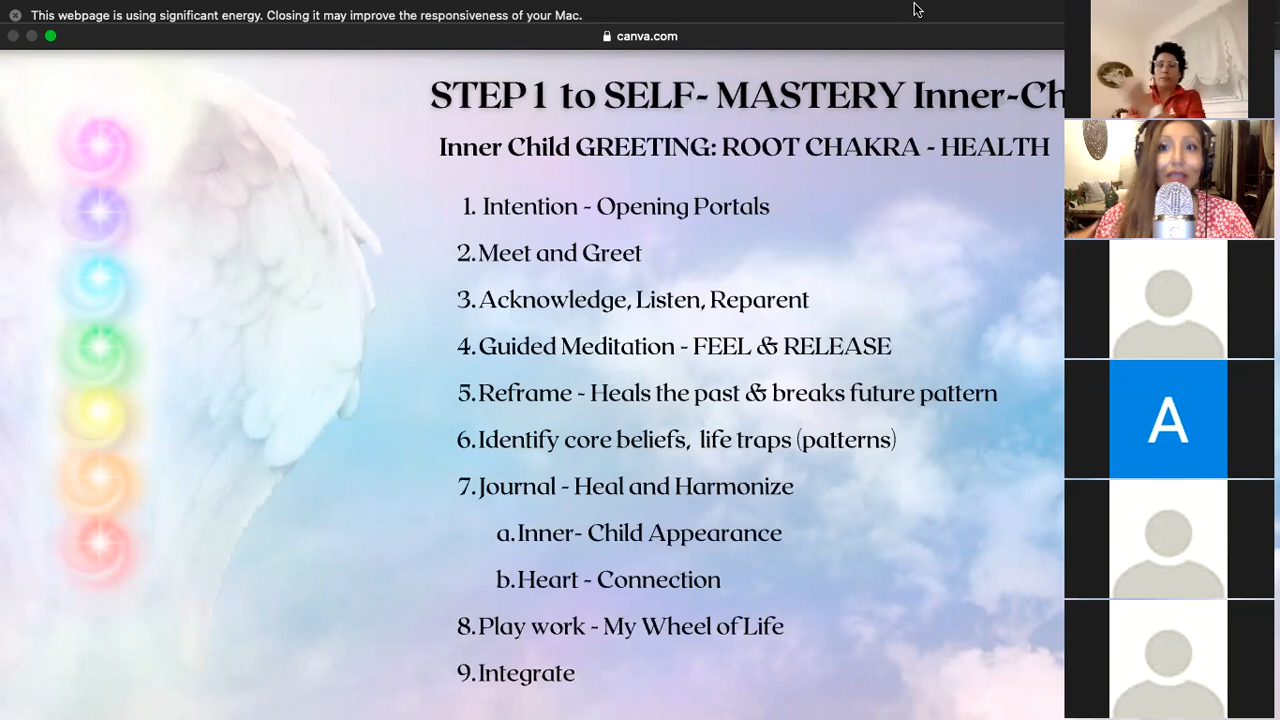 This webpage is using significant energy. Closing it may improve the responsiveness of your Mac.
canva.com
STEP 1 to SELF- MASTERY Inner-Ch
Inner Child GREETING: ROOT CHAKRA - HEALTH
1. Intention - Opening Portals
2. Meet and Greet
3. Acknowledge, Listen, Reparent
4. Guided Meditation - FEEL & RELEASE
5. Reframe - Heals the past & breaks future pattern
6. Identify core beliefs, life traps (patterns)
7. Journal - Heal and Harmonize
a. Inner- Child Appearance
b. Heart - Connection
8. Play work - My Wheel of Life
9. Integrate
A